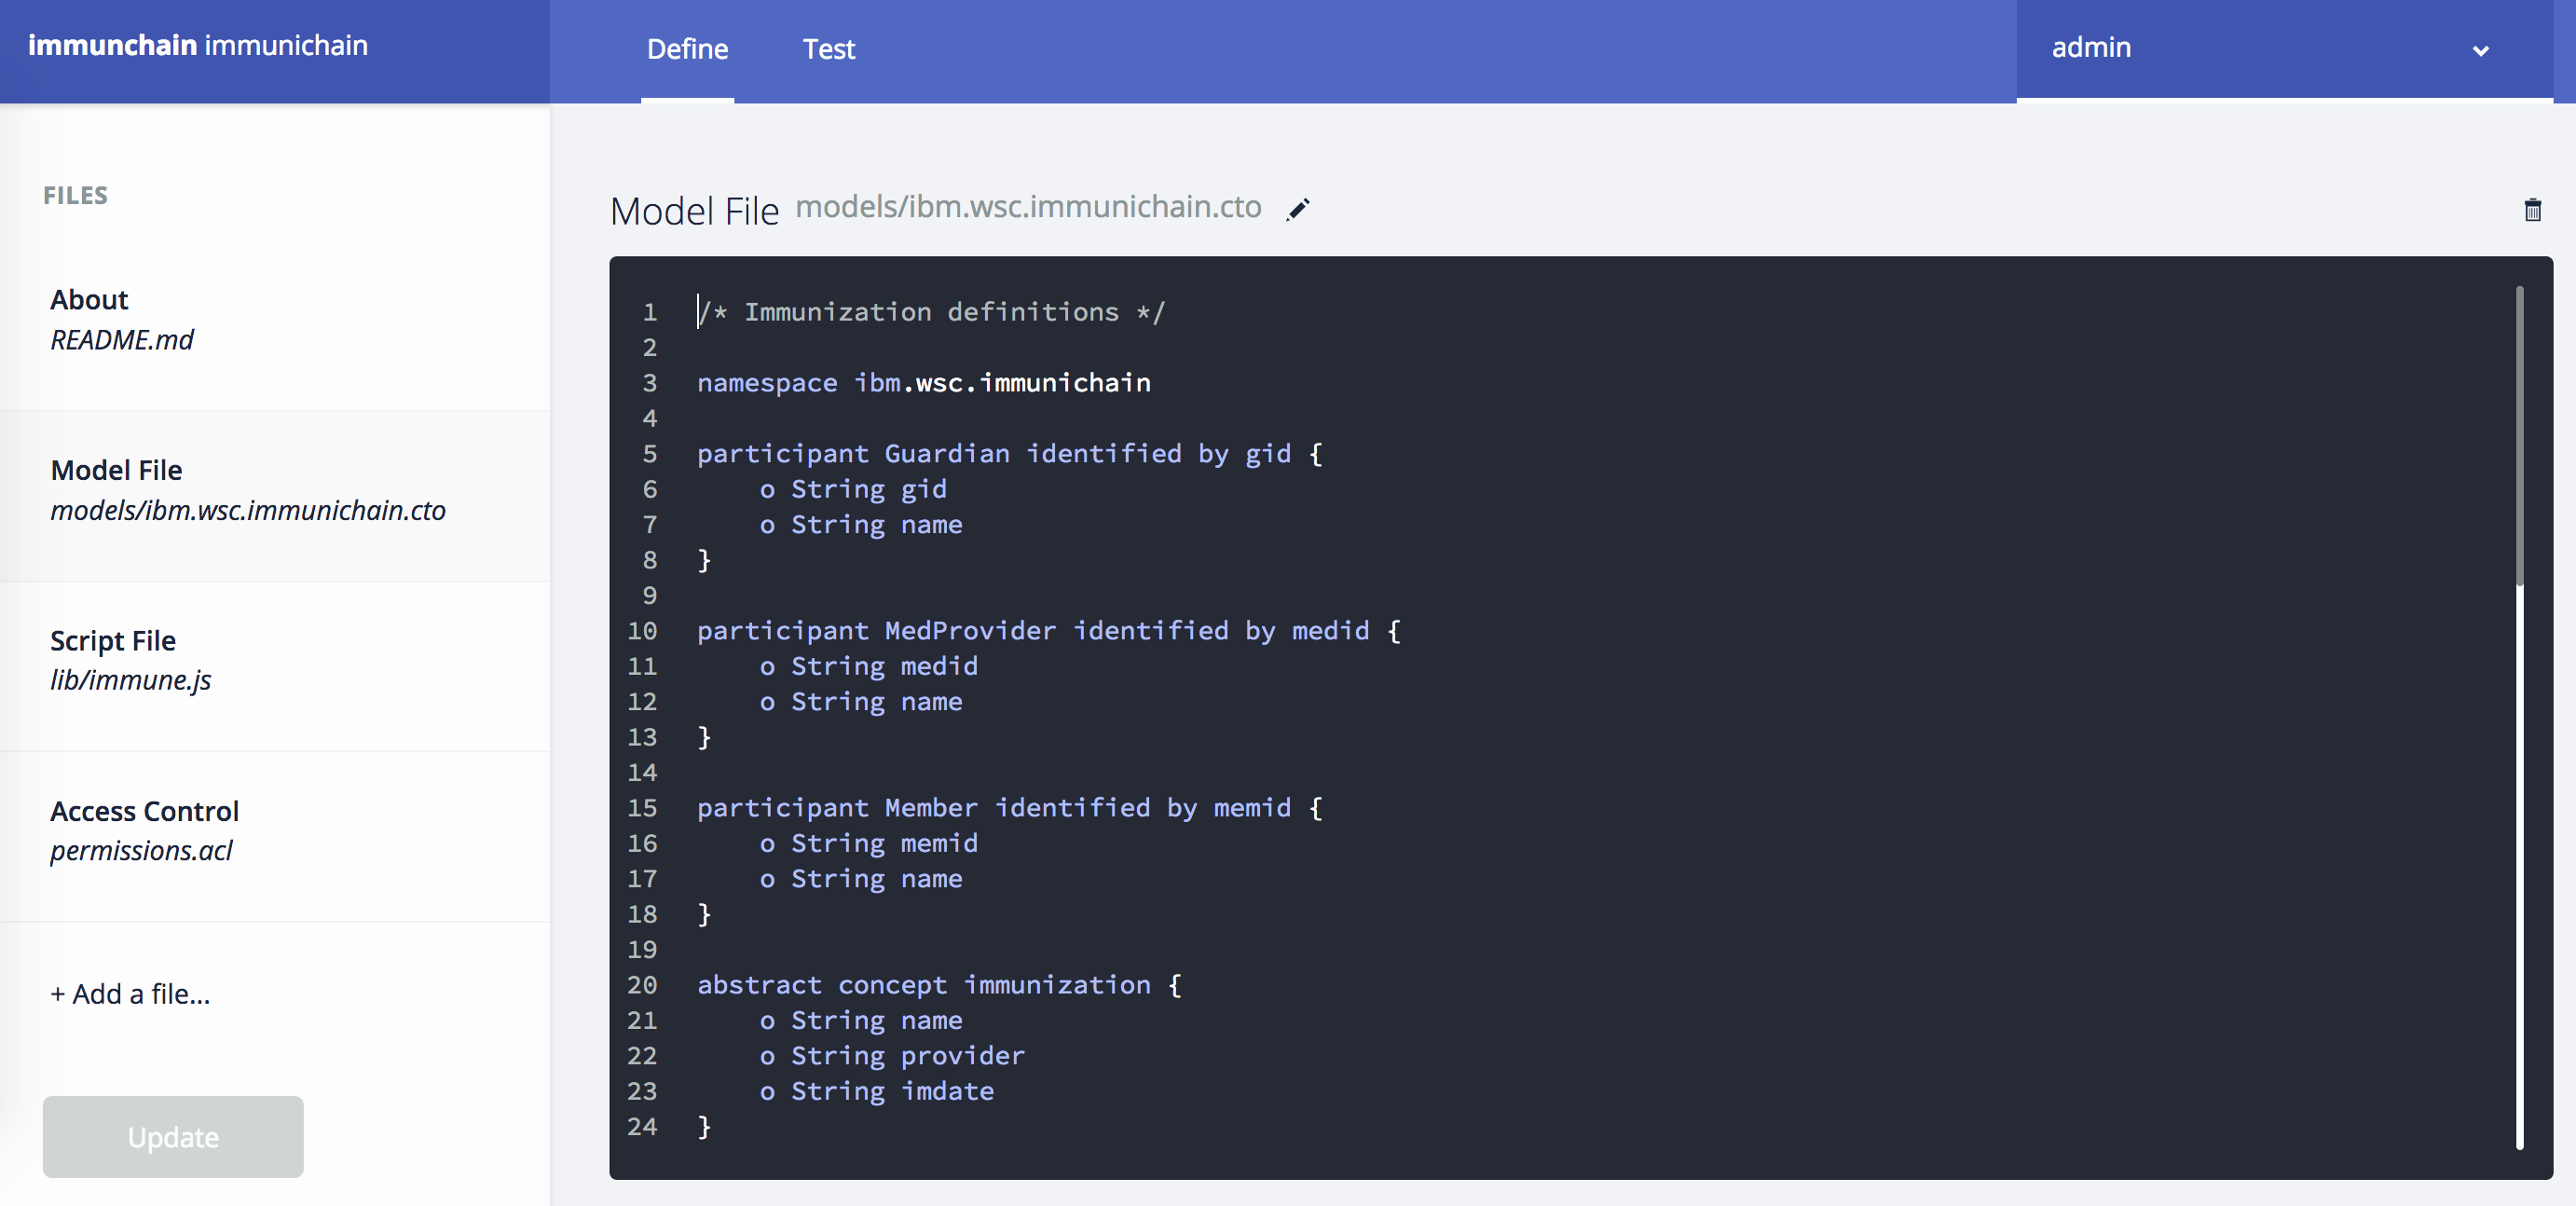 immunchain immunichain
Define
Test
admin
FILES
About
README.md
Model File
models/ibm.wsc.immunichain.cto
Script File
lib/immune.js
Access Control
permissions.acl
+ Add a file...
Update
Model File models/ibm.wsc.immunichain.cto
1 /* Immunization definitions */
2
3 namespace ibm.wsc.immunichain
4
5 participant Guardian identified by gid {
6     o String gid
7     o String name
8 }
9
10 participant MedProvider identified by medid {
11     o String medid
12     o String name
13 }
14
15 participant Member identified by memid {
16     o String memid
17     o String name
18 }
19
20 abstract concept immunization {
21     o String name
22     o String provider
23     o String imdate
24 }